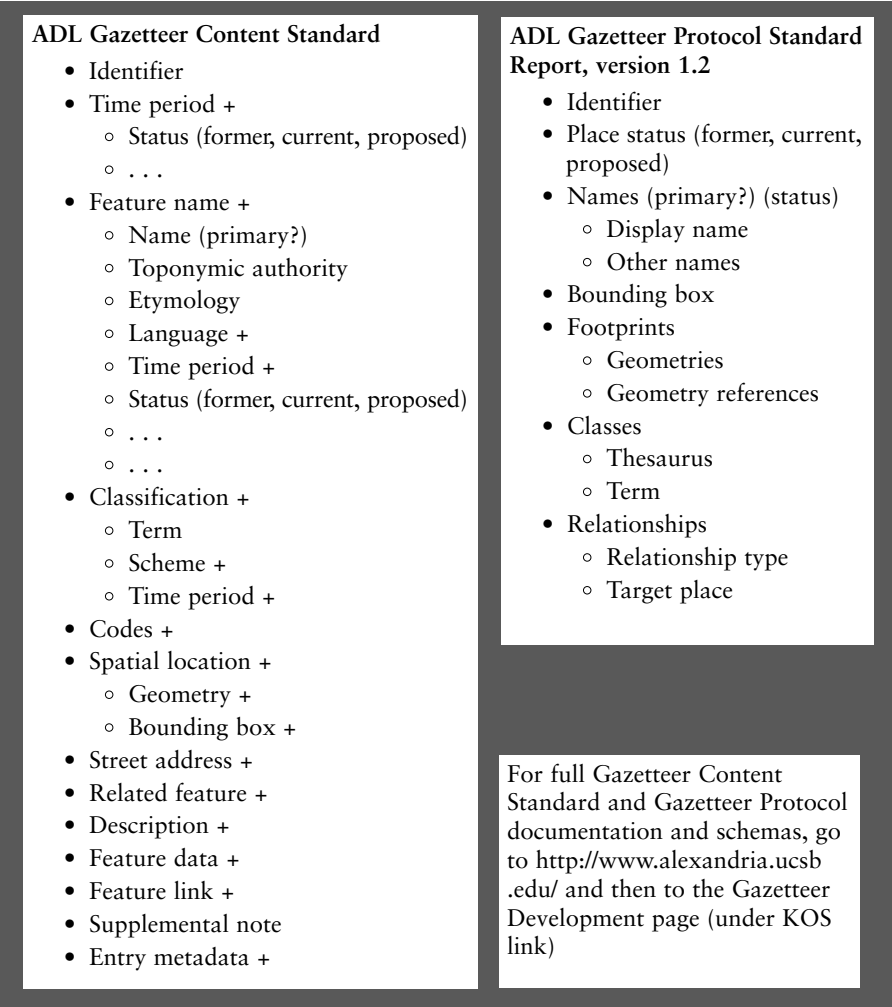 ADL Gazetteer Content Standard
• Identifier
• Time period +
◦ Status (former, current, proposed)
◦ . . .
• Feature name +
◦ Name (primary?)
◦ Toponymic authority
◦ Etymology
◦ Language +
◦ Time period +
◦ Status (former, current, proposed)
◦ . . .
◦ . . .
• Classification +
◦ Term
◦ Scheme +
◦ Time period +
• Codes +
• Spatial location +
◦ Geometry +
◦ Bounding box +
• Street address +
• Related feature +
• Description +
• Feature data +
• Feature link +
• Supplemental note
• Entry metadata +
ADL Gazetteer Protocol Standard
Report, version 1.2
• Identifier
• Place status (former, current,
proposed)
• Names (primary?) (status)
◦ Display name
◦ Other names
• Bounding box
• Footprints
◦ Geometries
◦ Geometry references
• Classes
◦ Thesaurus
◦ Term
• Relationships
◦ Relationship type
◦ Target place
For full Gazetteer Content
Standard and Gazetteer Protocol
documentation and schemas, go
to http://www.alexandria.ucsb
.edu/ and then to the Gazetteer
Development page (under KOS
link)